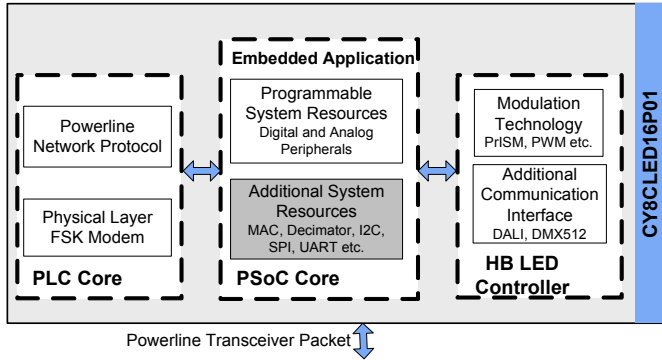 Embedded Application
Powerline
Network Protocol
Physical Layer
FSK Modem
PLC Core
Programmable
System Resources
Digital and Analog
Peripherals
Additional System
Resources
MAC, Decimator, I2C,
SPI, UART etc.
PSoC Core
Modulation
Technology
PrISM, PWM etc.
Additional
Communication
Interface
DALI, DMX512
HB LED
Controller
CY8CLED16P01
Powerline Transceiver Packet